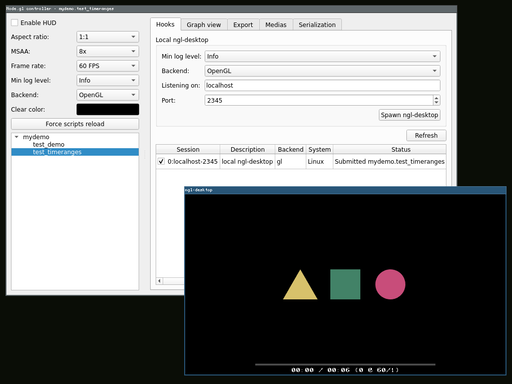 Node.gl controller - mydemo.test_timeranges
Enable HUD
Aspect ratio: 1:1
MSAA: 8x
Frame rate: 60 FPS
Min log level: Info
Backend: OpenGL
Clear color:
Force scripts reload
mydemo
test_demo
test_timeranges
Hooks Graph view Export Medias Serialization
Local ngl-desktop
Min log level: Info
Backend: OpenGL
Listening on: localhost
Port: 2345
Spawn ngl-desktop
Refresh
Session Description Backend System Status
0:localhost-2345 local ngl-desktop gl Linux Submitted mydemo.test_timeranges
ngl-desktop
00:00 / 00:06 (0 @ 60/1)